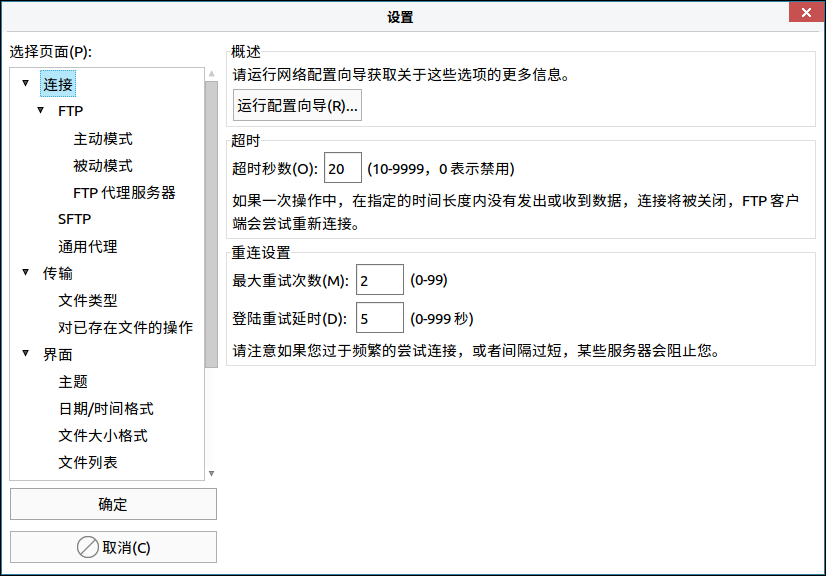 设置
选择页面(P):
连接
FTP
主动模式
被动模式
FTP 代理服务器
SFTP
通用代理
传输
文件类型
对已存在文件的操作
界面
主题
日期/时间格式
文件大小格式
文件列表
确定
取消(C)
概述
请运行网络配置向导获取关于这些选项的更多信息。
运行配置向导(R)...
超时
超时秒数(O): 20 (10-9999，0 表示禁用)
如果一次操作中，在指定的时间长度内没有发出或收到数据，连接将被关闭，FTP 客户
端会尝试重新连接。
重连设置
最大重试次数(M): 2 (0-99)
登陆重试延时(D): 5 (0-999 秒)
请注意如果您过于频繁的尝试连接，或者间隔过短，某些服务器会阻止您。